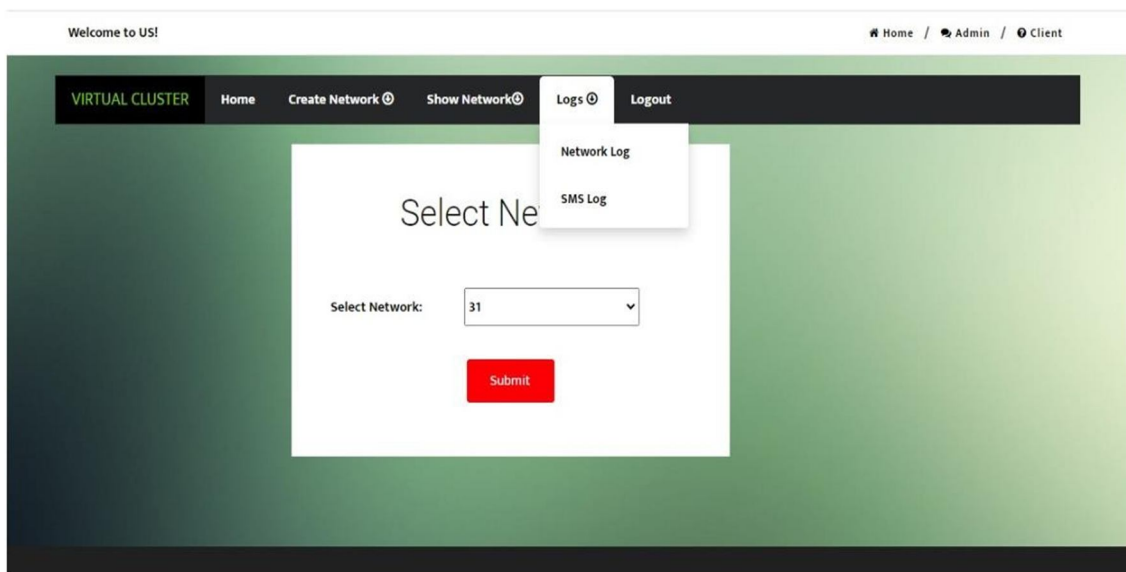 Welcome to US!
Home / Admin / Client
VIRTUAL CLUSTER Home Create Network Show Network Logs Logout
Network Log
SMS Log
Select Ne
Select Network: 31
Submit